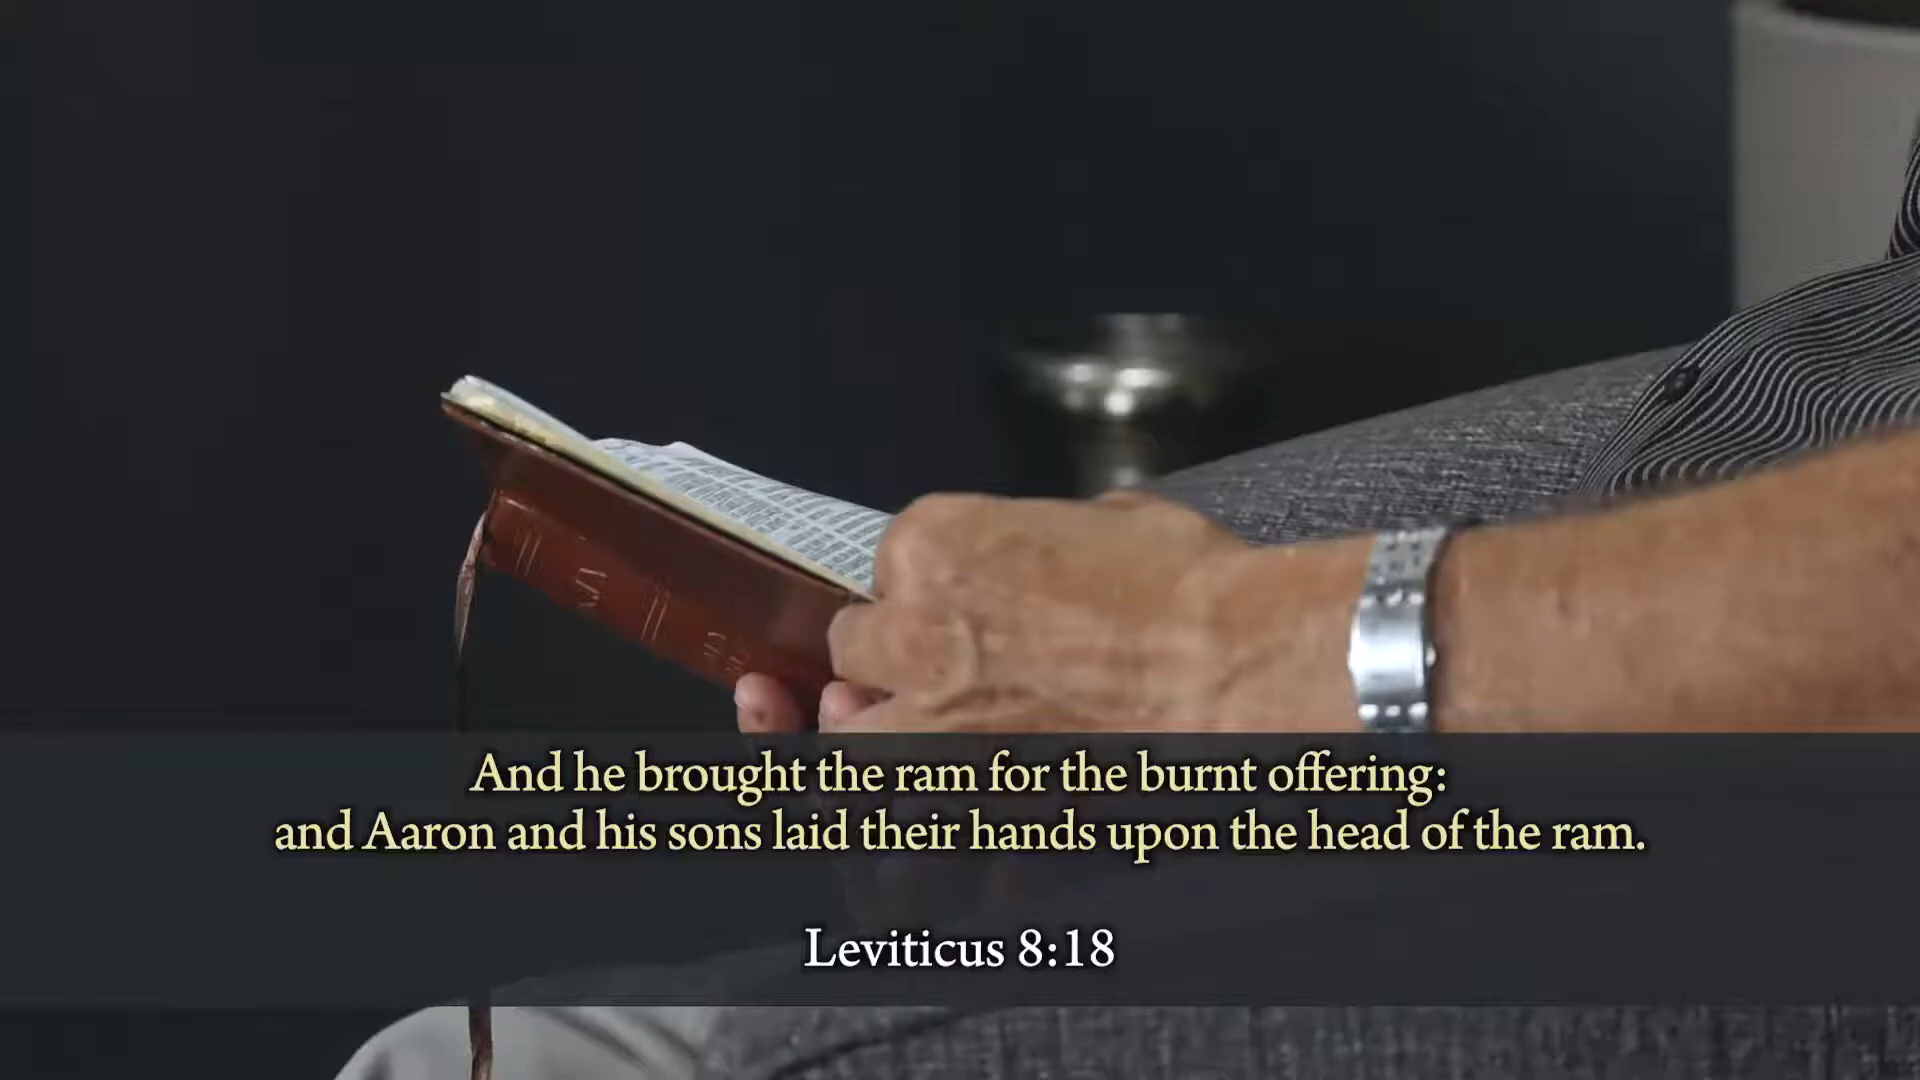 And he brought the ram for the burnt offering:
and Aaron and his sons laid their hands upon the head of the ram.
Leviticus 8:18